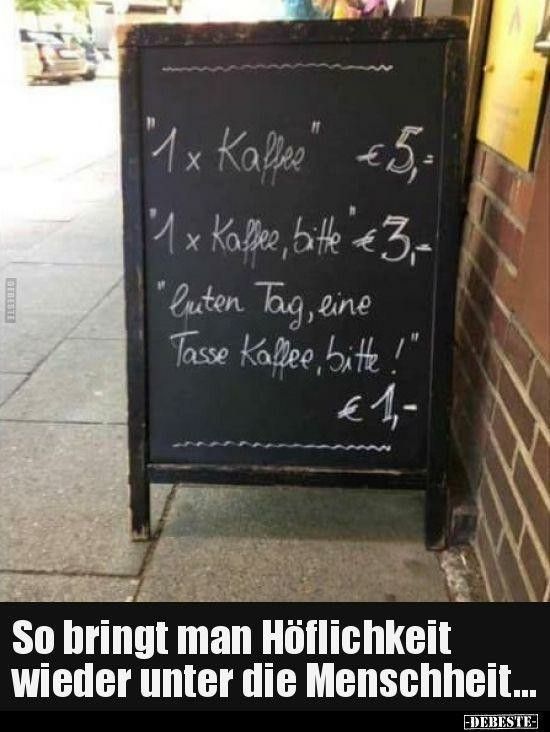 "1 x Kaffee" € 5,=
"1 x Kaffee, bitte" € 3,-
"Guten Tag, eine
Tasse Kaffee, bitte!"
€ 1,-
DEBESTE
So bringt man Höflichkeit
wieder unter die Menschheit...
-DEBESTE-